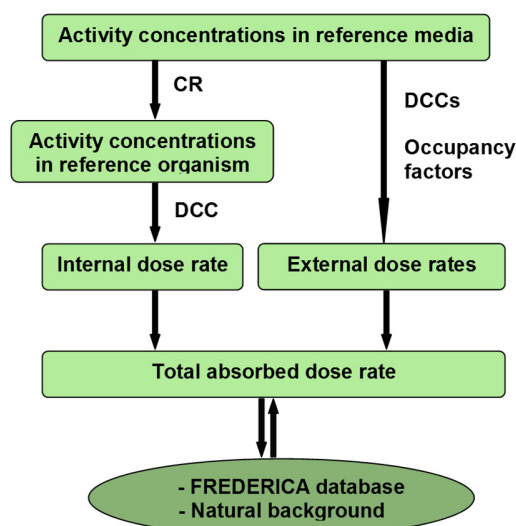 Activity concentrations in reference media
CR
DCCs
Activity concentrations
in reference organism
Occupancy
factors
DCC
Internal dose rate
External dose rates
Total absorbed dose rate
- FREDERICA database
- Natural background